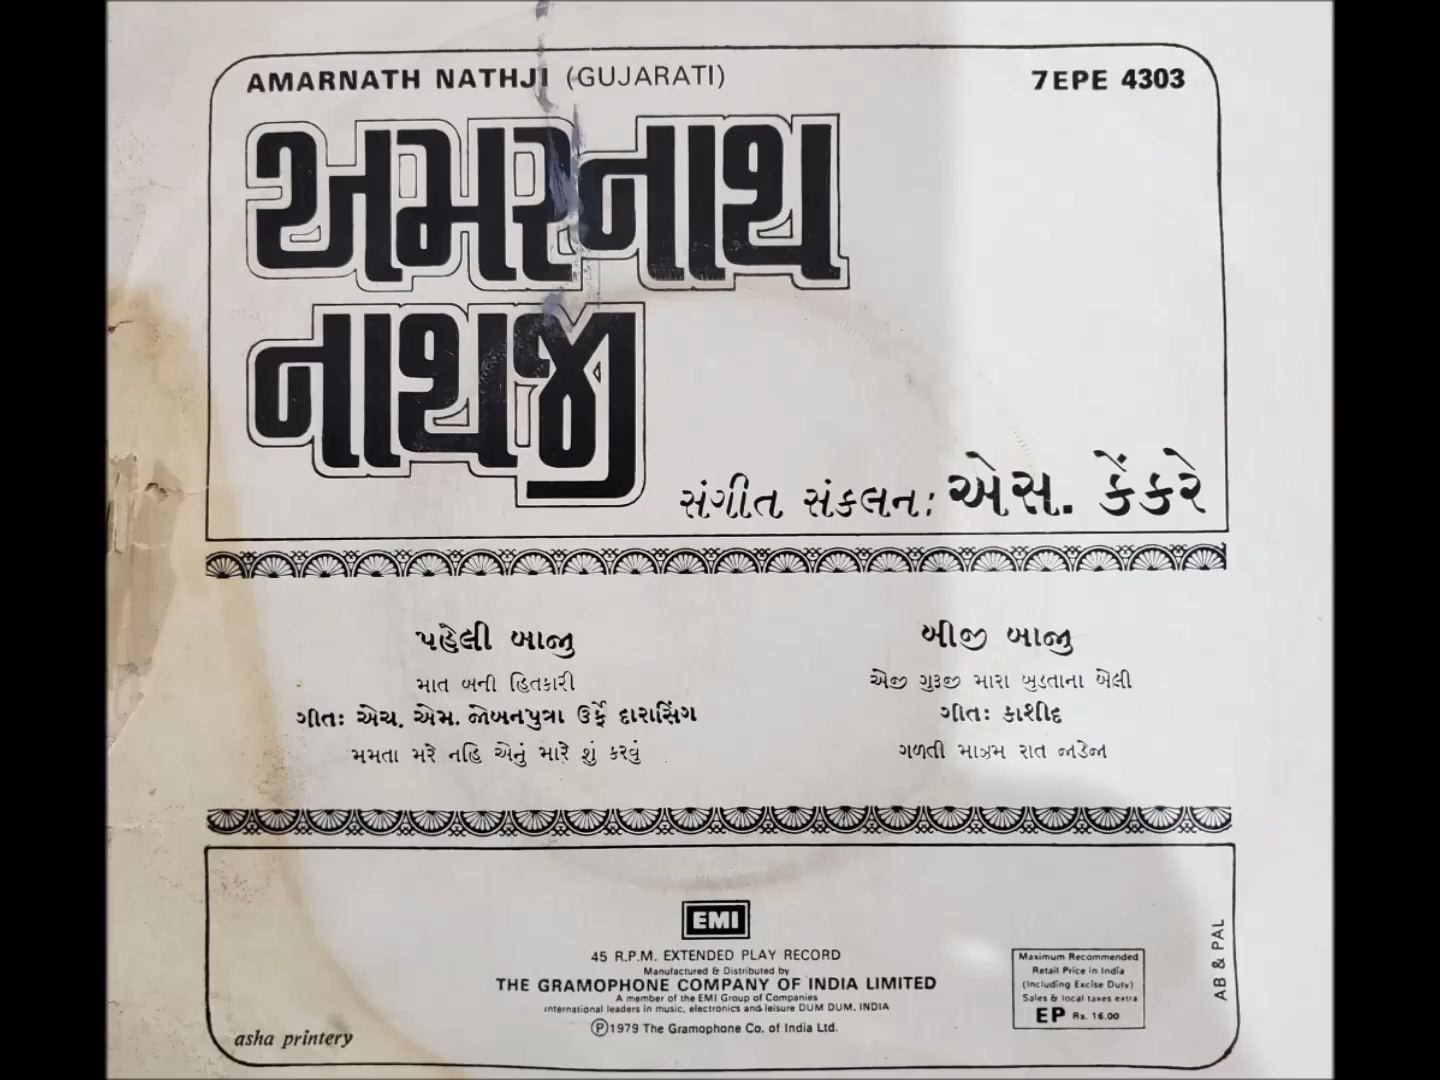 AMARNATH NATHJI (GUJARATI)
7EPE 4303
અમરનાથ
નાથજી
સંગીત સંકલન: એસ. કેંકરે
પહેલી બાજુ
માત બની હિતકારી
ગીત: એચ. એમ. જોબનપુત્રા ઉર્ફે દારાસિંગ
મમતા મરે નહિ એનું મારે શું કરવું
બીજી બાજુ
એજી ગુરૂજી મારા બુડતાના બેલી
ગીત: કાશીદ
ગળતી માઝમ રાત જાડેજા
EMI
45 R.P.M. EXTENDED PLAY RECORD
Manufactured & Distributed by
THE GRAMOPHONE COMPANY OF INDIA LIMITED
A member of the EMI Group of Companies
International leaders in music, electronics and leisure DUM DUM. INDIA
Ⓟ1979 The Gramophone Co. of India Ltd.
Maximum Recommended
Retail Price in India
(Including Excise Duty)
Sales & local taxes extra
EP Rs. 16.00
AB & PAL
asha printery